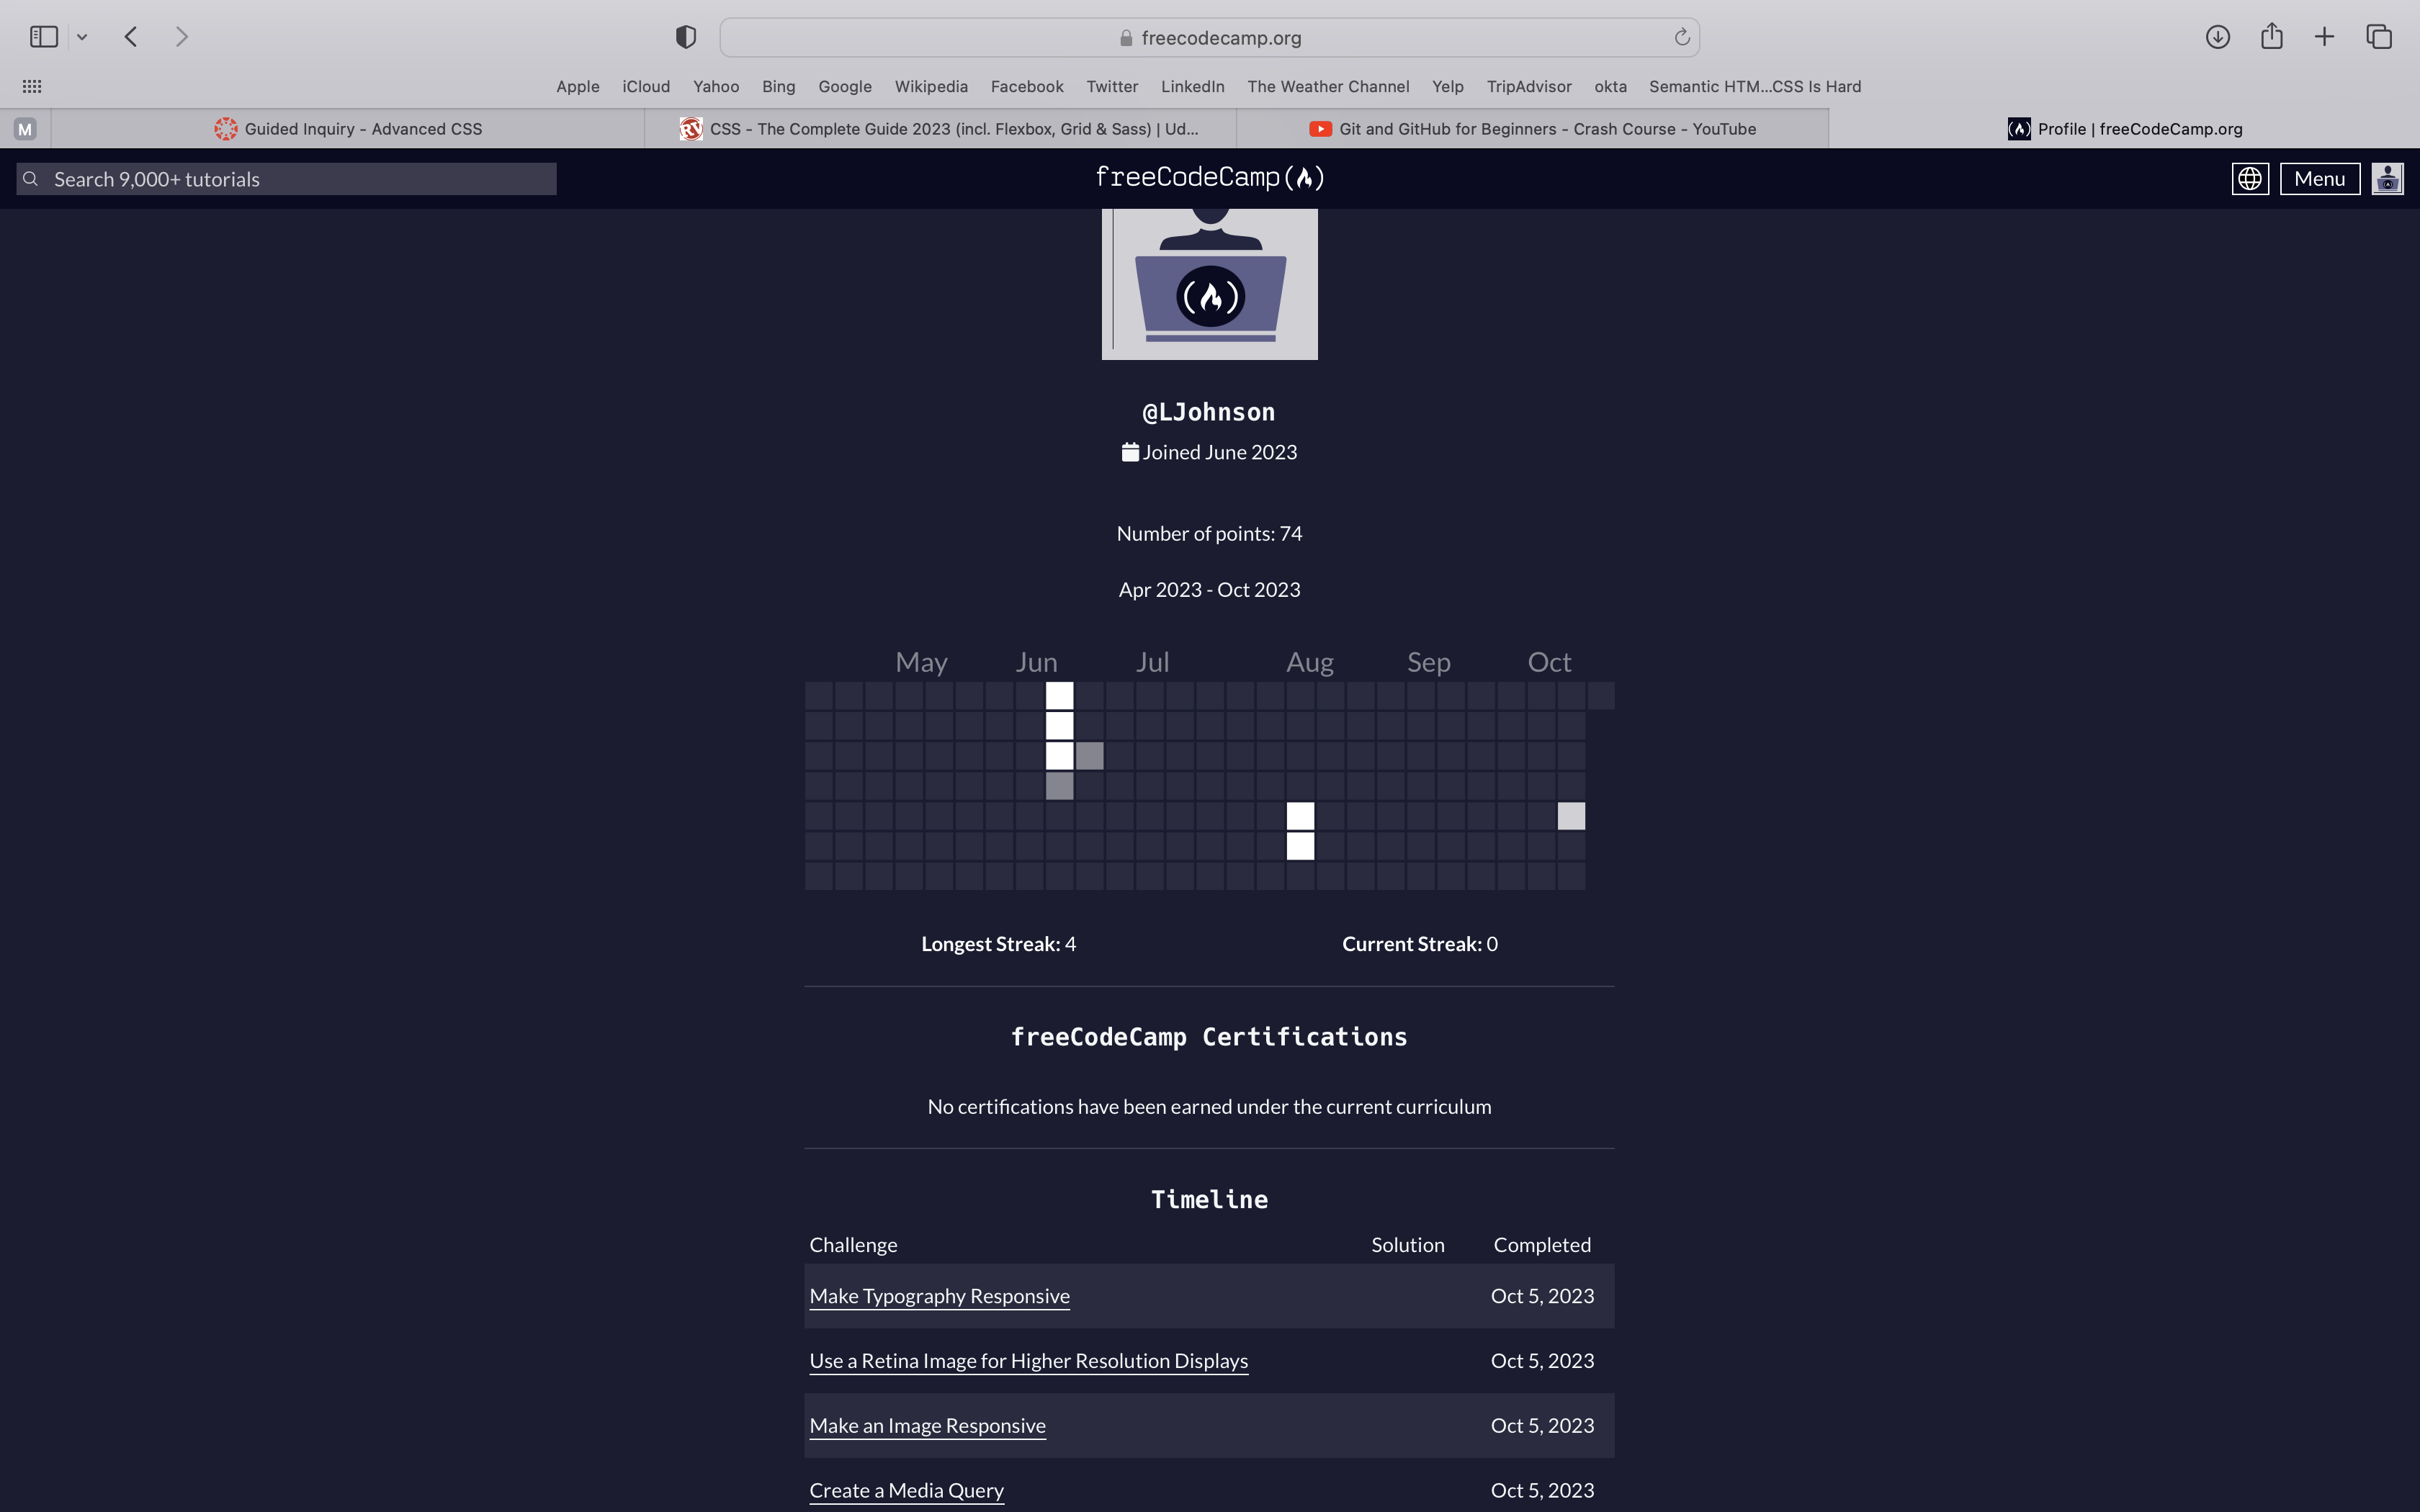 freecodecamp.org
Apple iCloud Yahoo Bing Google Wikipedia Facebook Twitter LinkedIn The Weather Channel Yelp TripAdvisor okta Semantic HTM...CSS Is Hard
M Guided Inquiry - Advanced CSS RV CSS - The Complete Guide 2023 (incl. Flexbox, Grid & Sass) | Ud... Git and GitHub for Beginners - Crash Course - YouTube Profile | freeCodeCamp.org
Search 9,000+ tutorials freeCodeCamp Menu
@LJohnson
Joined June 2023
Number of points: 74
Apr 2023 - Oct 2023
May Jun Jul Aug Sep Oct
Longest Streak: 4 Current Streak: 0
freeCodeCamp Certifications
No certifications have been earned under the current curriculum
Timeline
Challenge Solution Completed
Make Typography Responsive Oct 5, 2023
Use a Retina Image for Higher Resolution Displays Oct 5, 2023
Make an Image Responsive Oct 5, 2023
Create a Media Query Oct 5, 2023